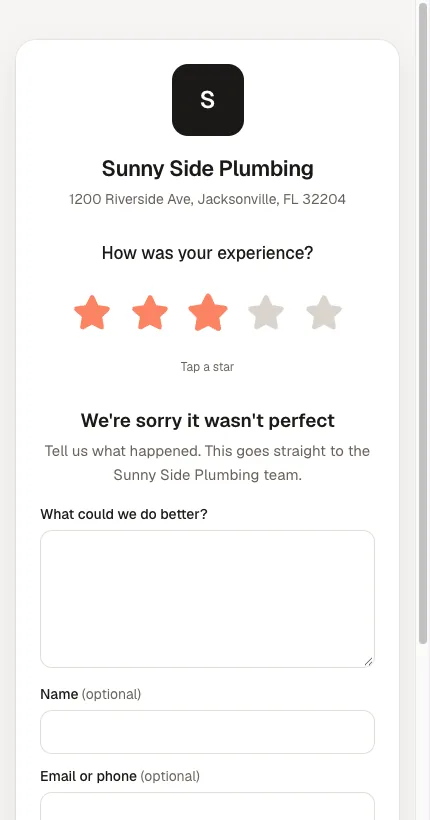 S
Sunny Side Plumbing
1200 Riverside Ave, Jacksonville, FL 32204
How was your experience?
Tap a star
We're sorry it wasn't perfect
Tell us what happened. This goes straight to the
Sunny Side Plumbing team.
What could we do better?
Name (optional)
Email or phone (optional)